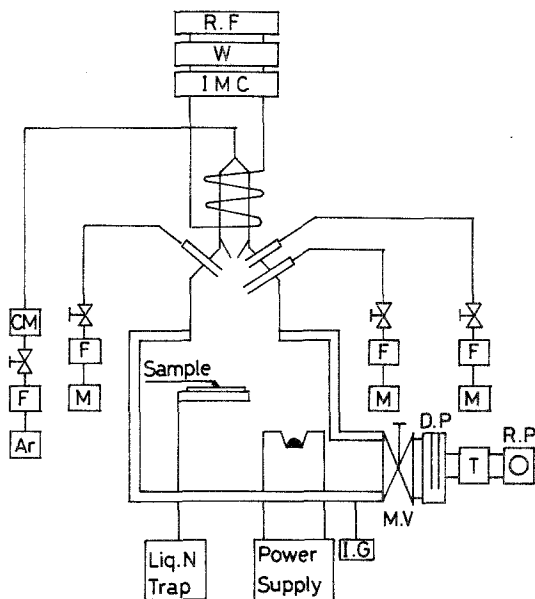 R.F
W
IMC
CM
F
F
F
F
M
M
M
Ar
Sample
D.P
R.P
T
M.V
I.G
Liq.N
Trap
Power
Supply